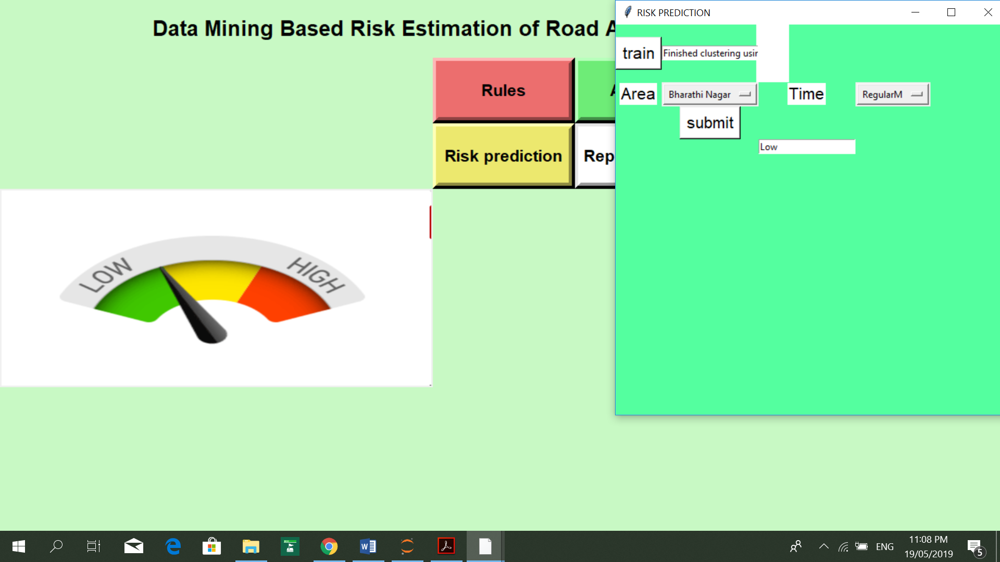 Data Mining Based Risk Estimation of Road A
Rules
A
Risk prediction
Rep
LOW
HIGH
RISK PREDICTION
train
Finished clustering usin
Area
Bharathi Nagar
Time
RegularM
submit
Low
ENG
11:08 PM
19/05/2019
5